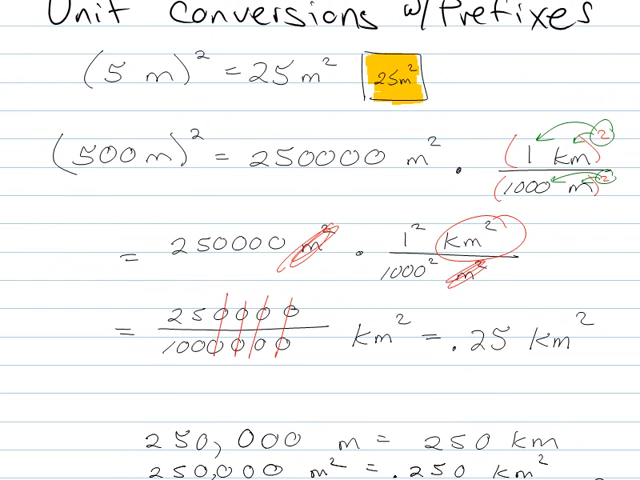 Unit Conversions w/Prefixes
(5 m)² = 25 m² 25m²
(500 m)² = 250000 m² · (1 km)² / (1000 m)²
= 250000 m² · 1² km² / 1000² m²
= 2500000 / 1000000 km² = .25 km²
250,000 m = 250 km
250,000 m² = .250 km²